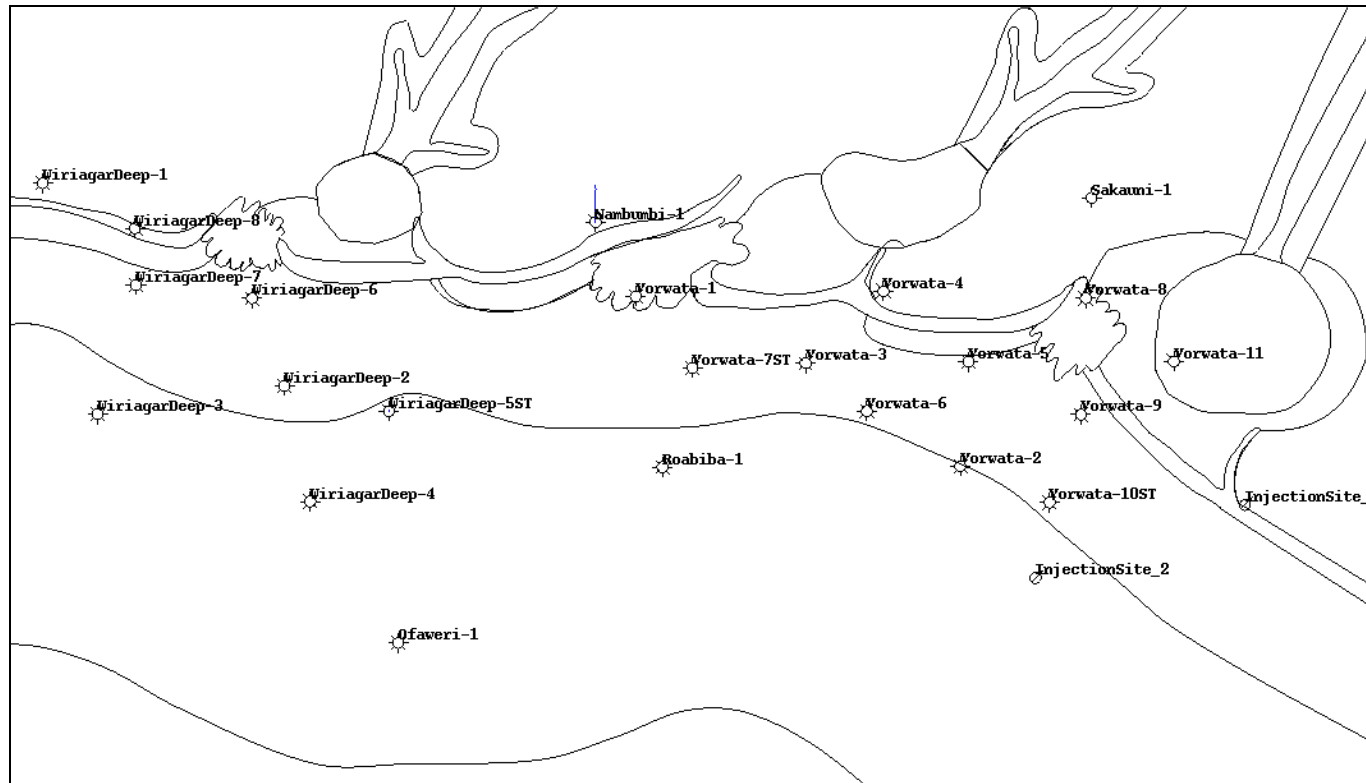 WiriagarDeep-1
Sakauni-1
Nambumbi-1
WiriagarDeep-8
WiriagarDeep-7
WiriagarDeep-6
Vorwata-1
Vorwata-4
Vorwata-8
Vorwata-7ST
Vorwata-3
Vorwata-5
Vorwata-11
WiriagarDeep-2
WiriagarDeep-3
WiriagarDeep-5ST
Vorwata-6
Vorwata-9
Roabiba-1
Vorwata-2
WiriagarDeep-4
Vorwata-10ST
InjectionSite_
InjectionSite_2
Ofaweri-1